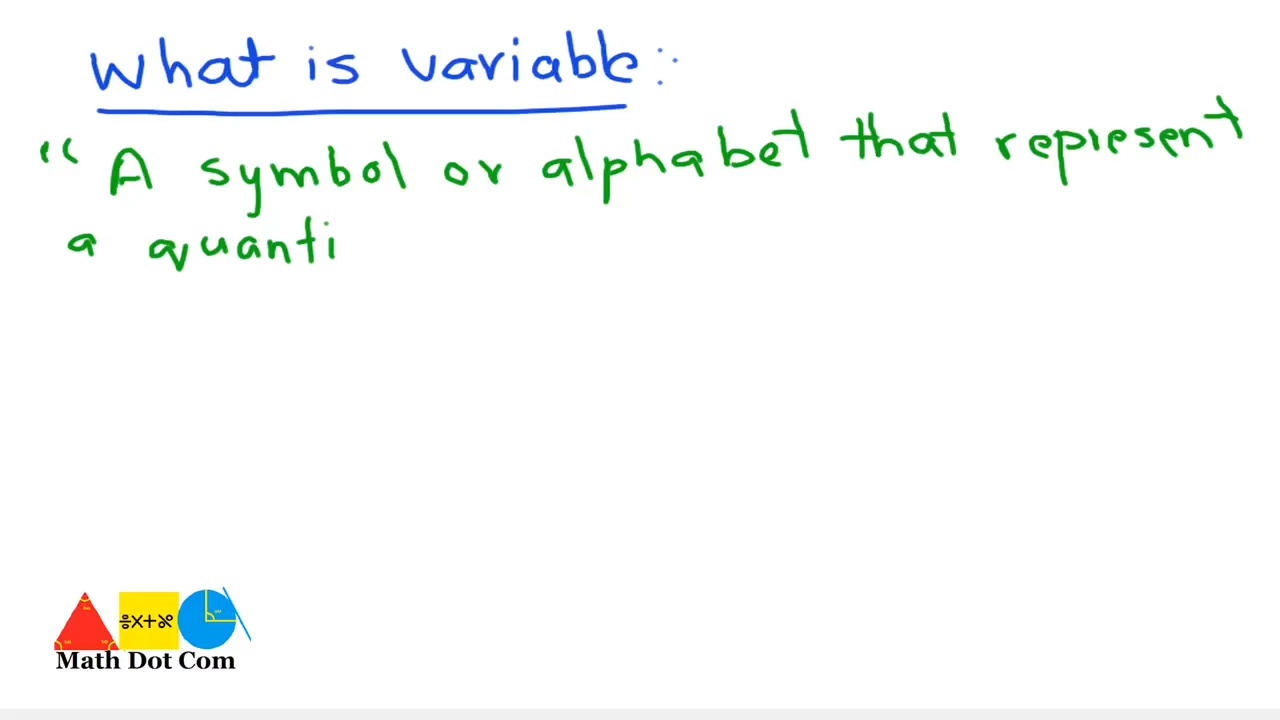 What is variable:
"A symbol or alphabet that represent
a quanti
÷x+%
Math Dot Com